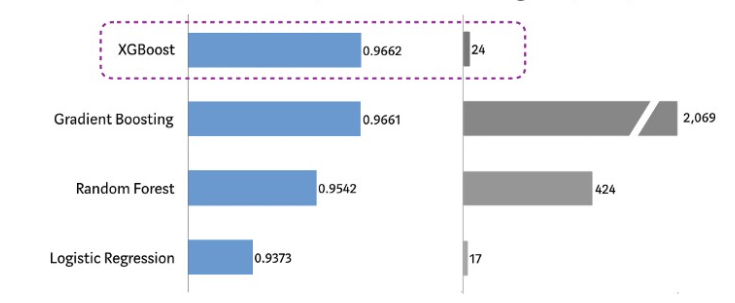 XGBoost 0.9662 24
Gradient Boosting 0.9661 2,069
Random Forest 0.9542 424
Logistic Regression 0.9373 17